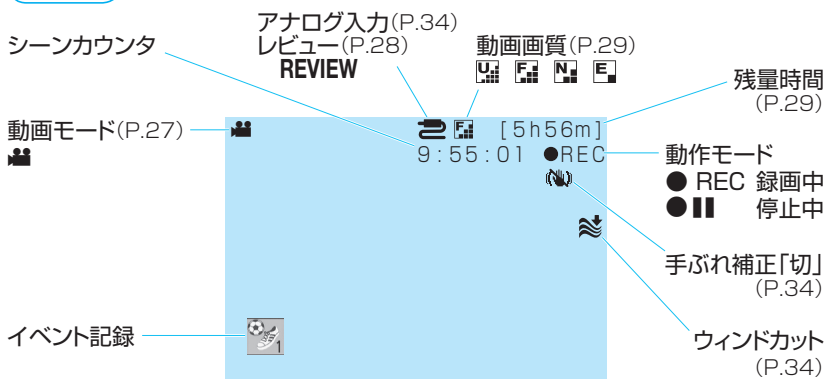 アナログ入力(P.34)
シーンカウンタ
レビュー(P.28)
動画画質(P.29)
REVIEW
U F N E
残量時間
(P.29)
動画モード(P.27)
F [5h56m]
9:55:01 ●REC
動作モード
● REC 録画中
●❚❚ 停止中
手ぶれ補正「切」
(P.34)
イベント記録
1
ウィンドカット
(P.34)